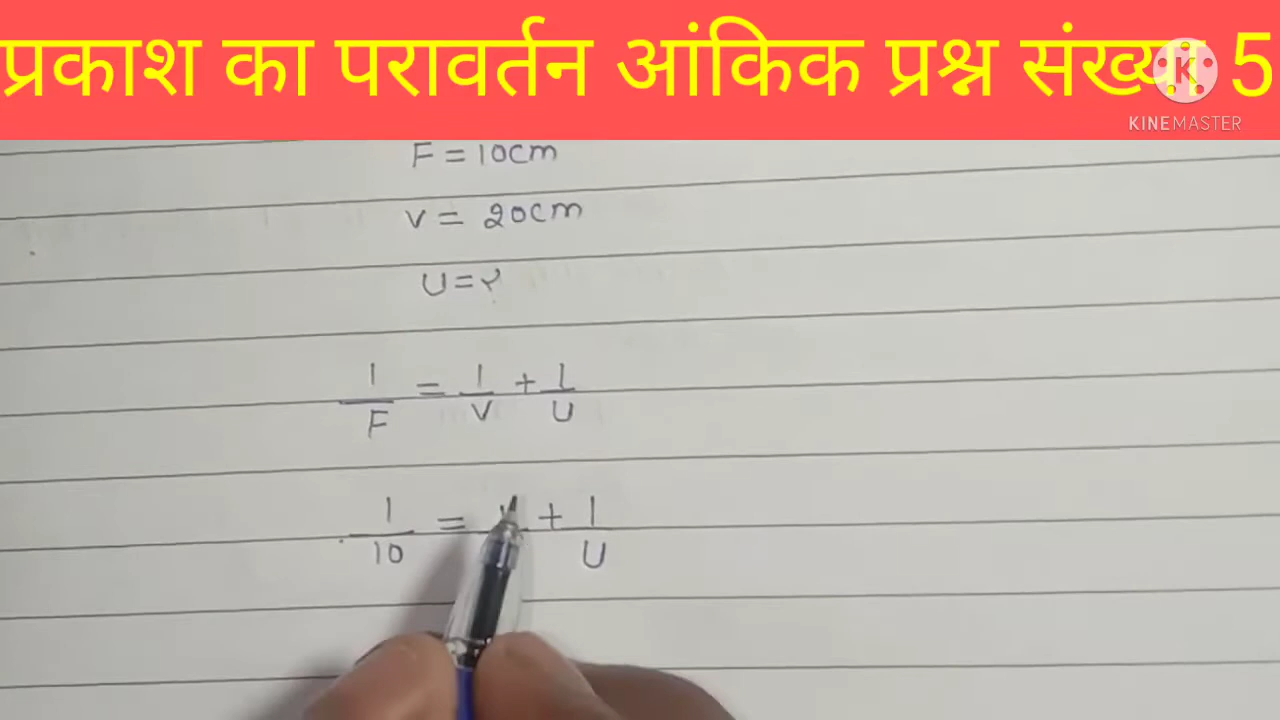 प्रकाश का परावर्तन आंकिक प्रश्न संख्या 5
KINEMASTER
F = 10cm
v = 20cm
U = ?
1/F = 1/V + 1/U
1/10 = + 1/U